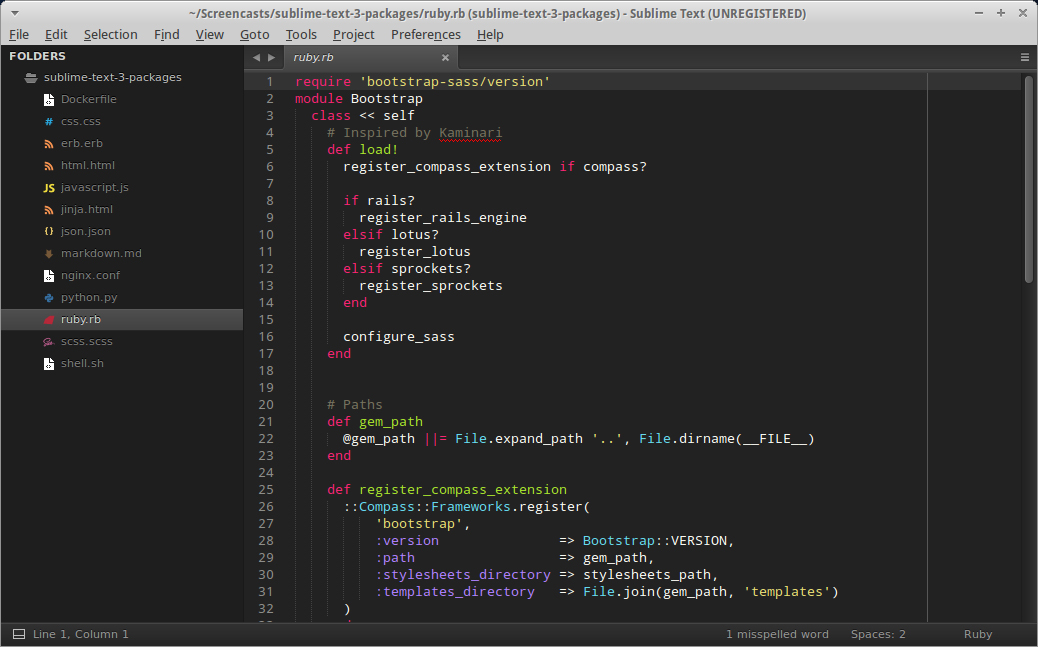 ~/Screencasts/sublime-text-3-packages/ruby.rb (sublime-text-3-packages) - Sublime Text (UNREGISTERED)
File Edit Selection Find View Goto Tools Project Preferences Help
FOLDERS
sublime-text-3-packages
Dockerfile
# css.css
erb.erb
html.html
JS javascript.js
jinja.html
{} json.json
markdown.md
nginx.conf
python.py
ruby.rb
scss.scss
shell.sh
ruby.rb
1 require 'bootstrap-sass/version'
2 module Bootstrap
3   class << self
4     # Inspired by Kaminari
5     def load!
6       register_compass_extension if compass?
7
8       if rails?
9         register_rails_engine
10       elsif lotus?
11         register_lotus
12       elsif sprockets?
13         register_sprockets
14       end
15
16       configure_sass
17     end
18
19
20     # Paths
21     def gem_path
22       @gem_path ||= File.expand_path '..', File.dirname(__FILE__)
23     end
24
25     def register_compass_extension
26       ::Compass::Frameworks.register(
27           'bootstrap',
28           :version               => Bootstrap::VERSION,
29           :path                  => gem_path,
30           :stylesheets_directory => stylesheets_path,
31           :templates_directory   => File.join(gem_path, 'templates')
32       )
Line 1, Column 1
1 misspelled word
Spaces: 2
Ruby